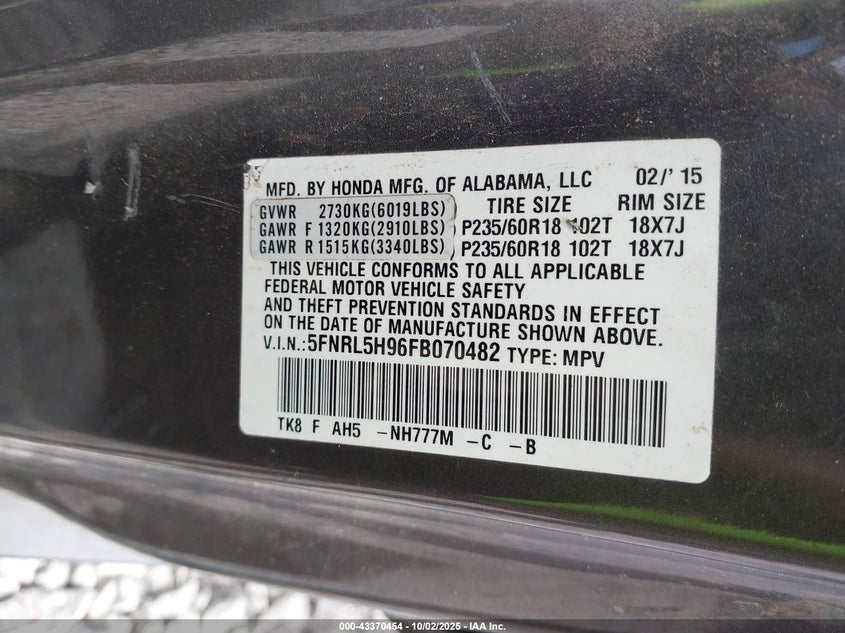 MFD. BY HONDA MFG. OF ALABAMA, LLC 02/' 15
TIRE SIZE RIM SIZE
GVWR 2730KG(6019LBS)
GAWR F 1320KG(2910LBS) P235/60R18 102T 18X7J
GAWR R 1515KG(3340LBS) P235/60R18 102T 18X7J
THIS VEHICLE CONFORMS TO ALL APPLICABLE
FEDERAL MOTOR VEHICLE SAFETY
AND THEFT PREVENTION STANDARDS IN EFFECT
ON THE DATE OF MANUFACTURE SHOWN ABOVE.
V.I.N.:5FNRL5H96FB070482 TYPE: MPV
TK8 F AH5 -NH777M -C -B
000-43370454 - 10/02/2025 - IAA Inc.